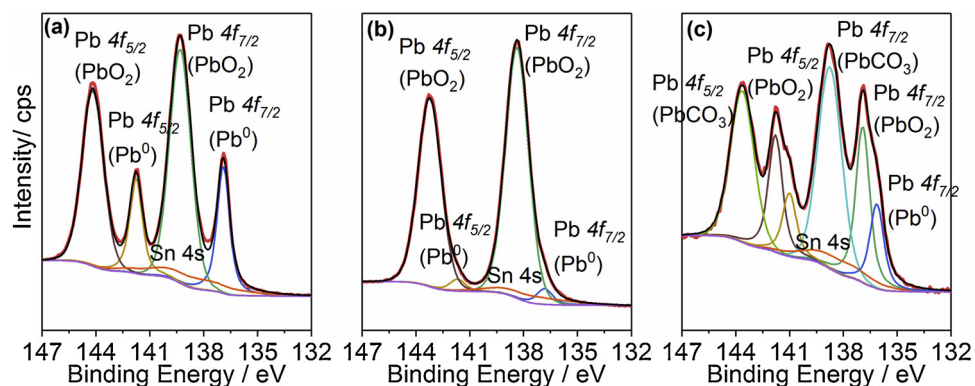 (a)
Pb 4f5/2
(PbO2)
Pb 4f7/2
(PbO2)
Pb 4f5/2
(Pb0)
Pb 4f7/2
(Pb0)
Sn 4s
Intensity/ cps
147 144 141 138 135 132
Binding Energy / eV
(b)
Pb 4f5/2
(PbO2)
Pb 4f7/2
(PbO2)
Pb 4f5/2
(Pb0)
Pb 4f7/2
(Pb0)
Sn 4s
147 144 141 138 135 132
Binding Energy / eV
(c)
Pb 4f7/2
(PbCO3)
Pb 4f5/2
(PbO2)
Pb 4f5/2
(PbCO3)
Pb 4f7/2
(PbO2)
Pb 4f7/2
(Pb0)
Sn 4s
147 144 141 138 135 132
Binding Energy / eV